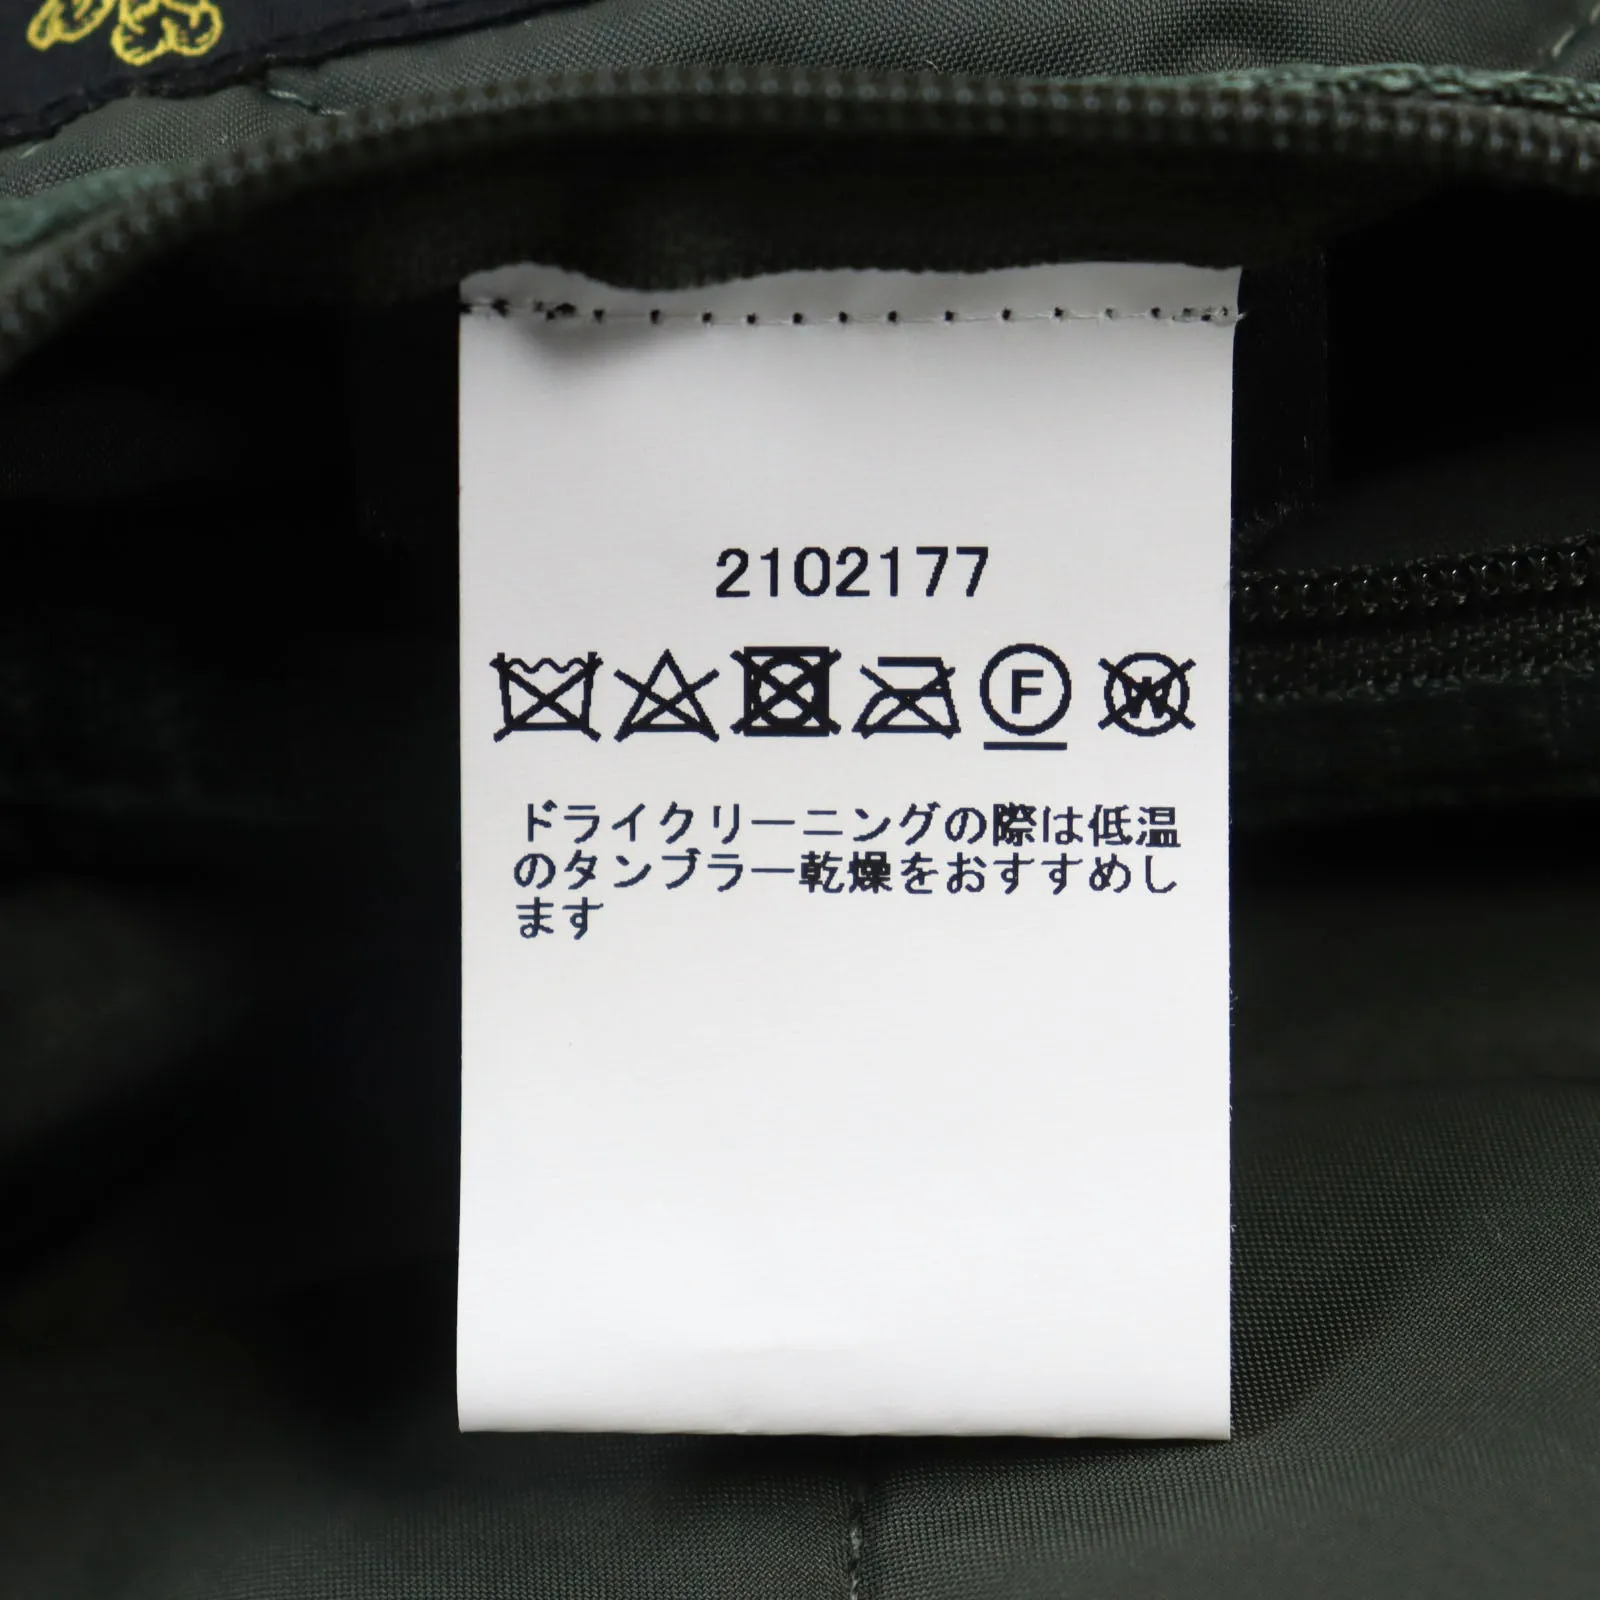 2102177
F W
ドライクリーニングの際は低温
のタンブラー乾燥をおすすめし
ます